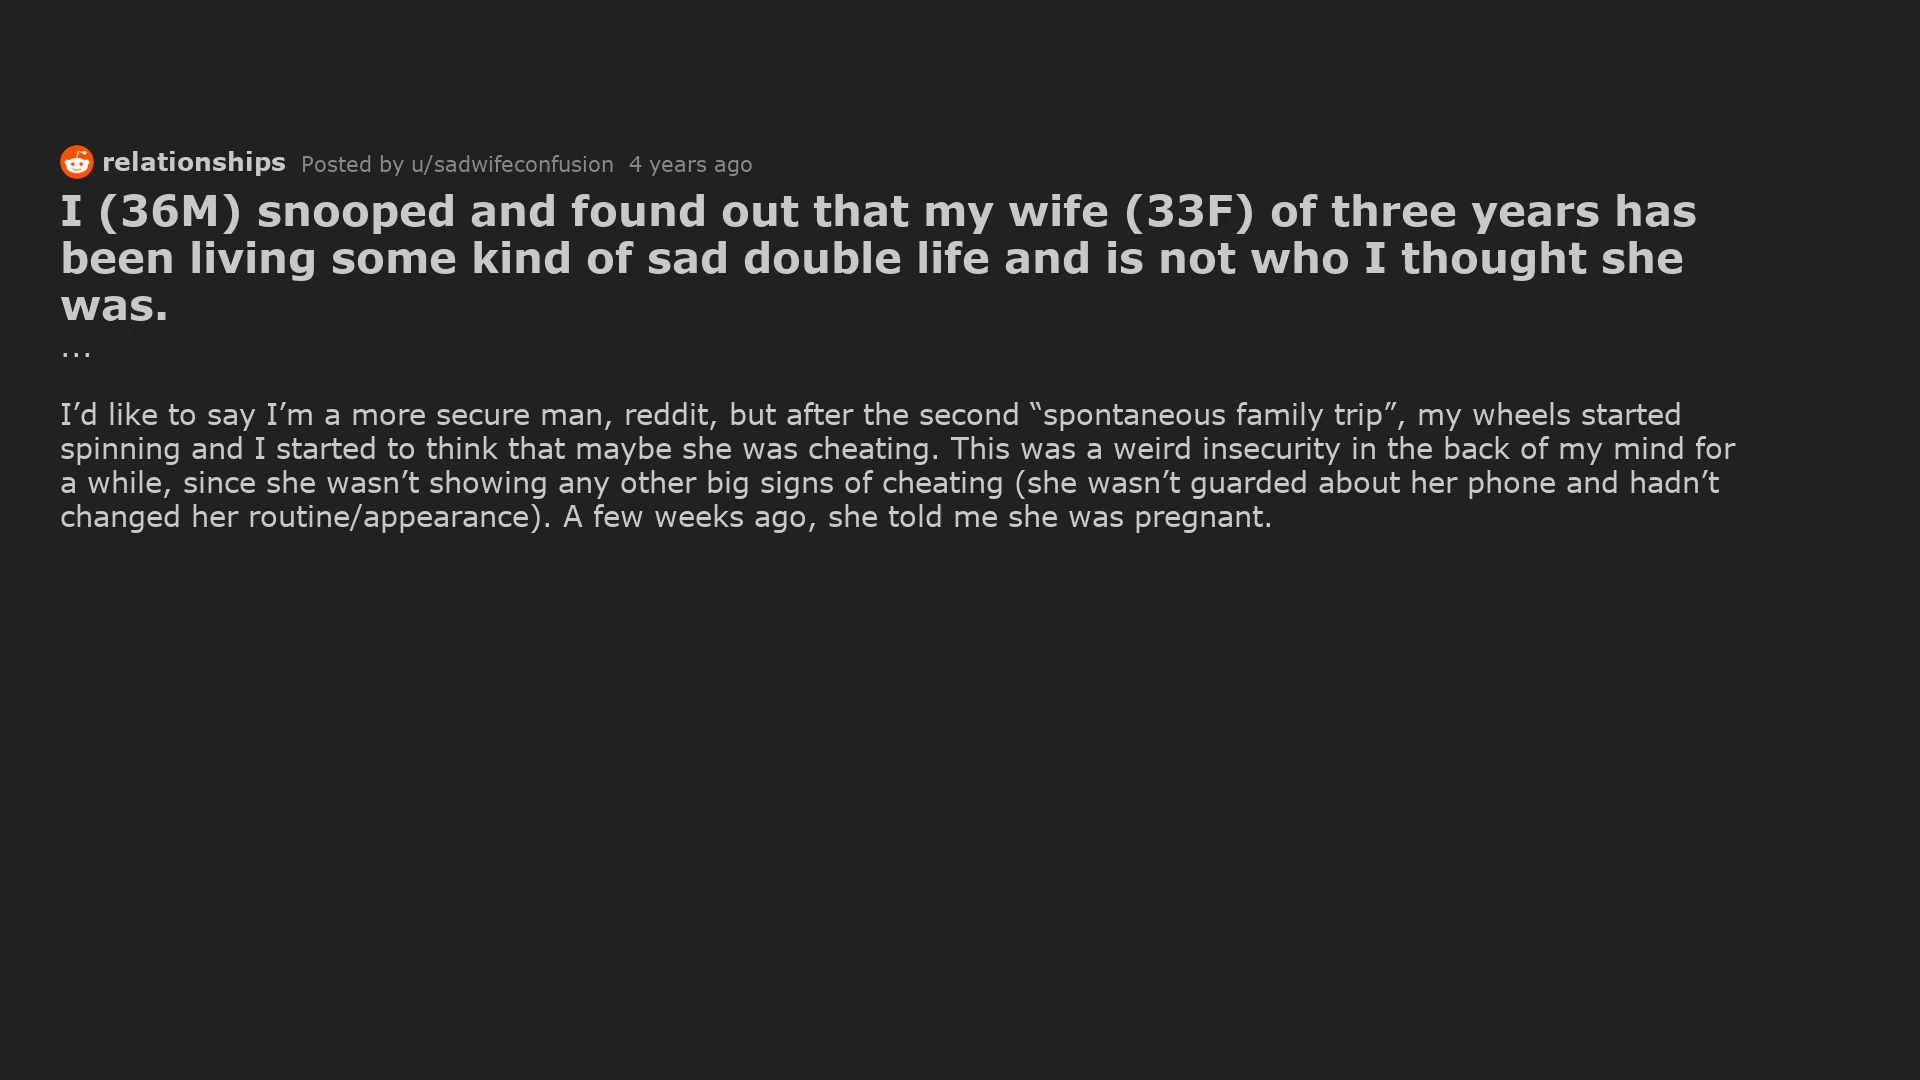 relationships Posted by u/sadwifeconfusion 4 years ago
I (36M) snooped and found out that my wife (33F) of three years has
been living some kind of sad double life and is not who I thought she
was.
...
I’d like to say I’m a more secure man, reddit, but after the second “spontaneous family trip”, my wheels started
spinning and I started to think that maybe she was cheating. This was a weird insecurity in the back of my mind for
a while, since she wasn’t showing any other big signs of cheating (she wasn’t guarded about her phone and hadn’t
changed her routine/appearance). A few weeks ago, she told me she was pregnant.